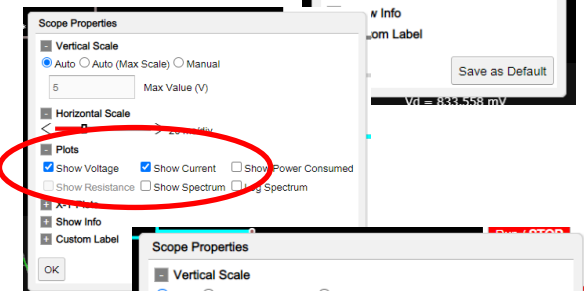 Scope Properties
- Vertical Scale
Auto Auto (Max Scale) Manual
5 Max Value (V)
- Horizontal Scale
- Plots
Show Voltage Show Current Show Power Consumed
Show Resistance Show Spectrum Log Spectrum
+ X-Y Plots
+ Show Info
+ Custom Label
OK
w Info
om Label
Save as Default
Vd = 833.558 mV
Scope Properties
- Vertical Scale